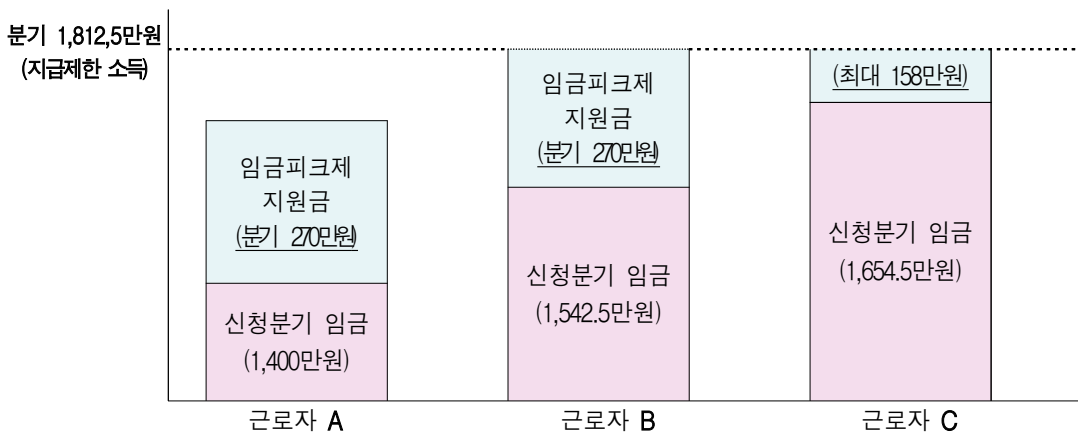 분기 1,812,5만원
(지급제한 소득)
임금피크제
지원금
(분기 270만원)
신청분기 임금
(1,400만원)
근로자 A
임금피크제
지원금
(분기 270만원)
신청분기 임금
(1,542.5만원)
근로자 B
(최대 158만원)
신청분기 임금
(1,654.5만원)
근로자 C